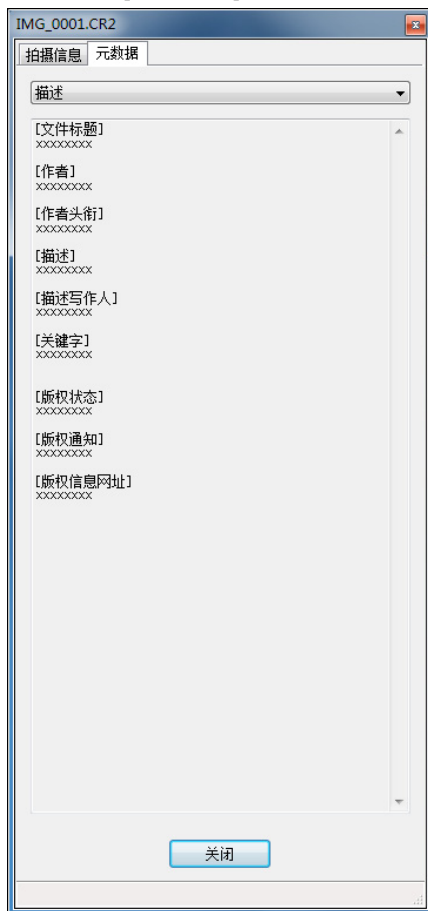 IMG_0001.CR2
拍摄信息 元数据
描述
[文件标题]
xxxxxxxx
[作者]
xxxxxxxx
[作者头衔]
xxxxxxxx
[描述]
xxxxxxxx
[描述写作人]
xxxxxxxx
[关键字]
xxxxxxxx
[版权状态]
xxxxxxxx
[版权通知]
xxxxxxxx
[版权信息网址]
xxxxxxxx
关闭